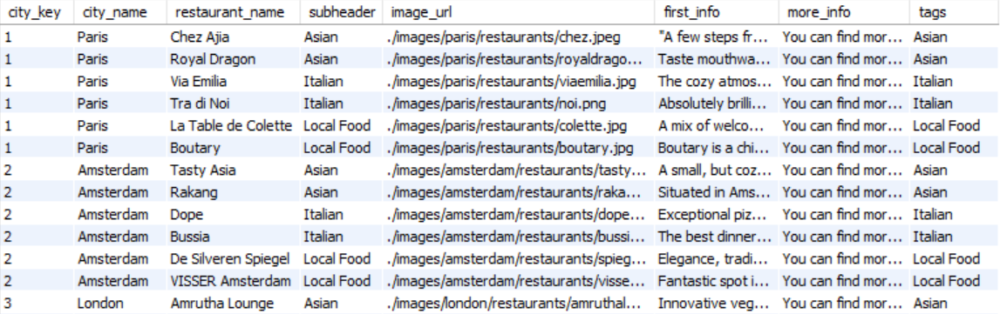 city_key city_name restaurant_name subheader image_url first_info more_info tags
1 Paris Chez Ajia Asian ./images/paris/restaurants/chez.jpeg "A few steps fr... You can find mor... Asian
1 Paris Royal Dragon Asian ./images/paris/restaurants/royaldrago... Taste mouthwa... You can find mor... Asian
1 Paris Via Emilia Italian ./images/paris/restaurants/viaemilia.jpg The cozy atmos... You can find mor... Italian
1 Paris Tra di Noi Italian ./images/paris/restaurants/noi.png Absolutely brilli... You can find mor... Italian
1 Paris La Table de Colette Local Food ./images/paris/restaurants/colette.jpg A mix of welco... You can find mor... Local Food
1 Paris Boutary Local Food ./images/paris/restaurants/boutary.jpg Boutary is a chi... You can find mor... Local Food
2 Amsterdam Tasty Asia Asian ./images/amsterdam/restaurants/tasty... A small, but coz... You can find mor... Asian
2 Amsterdam Rakang Asian ./images/amsterdam/restaurants/raka... Situated in Ams... You can find mor... Asian
2 Amsterdam Dope Italian ./images/amsterdam/restaurants/dope... Exceptional piz... You can find mor... Italian
2 Amsterdam Bussia Italian ./images/amsterdam/restaurants/bussi... The best dinner... You can find mor... Italian
2 Amsterdam De Silveren Spiegel Local Food ./images/amsterdam/restaurants/spieg... Elegance, tradi... You can find mor... Local Food
2 Amsterdam VISSER Amsterdam Local Food ./images/amsterdam/restaurants/visse... Fantastic spot i... You can find mor... Local Food
3 London Amrutha Lounge Asian ./images/london/restaurants/amruthal... Innovative veg... You can find mor... Asian